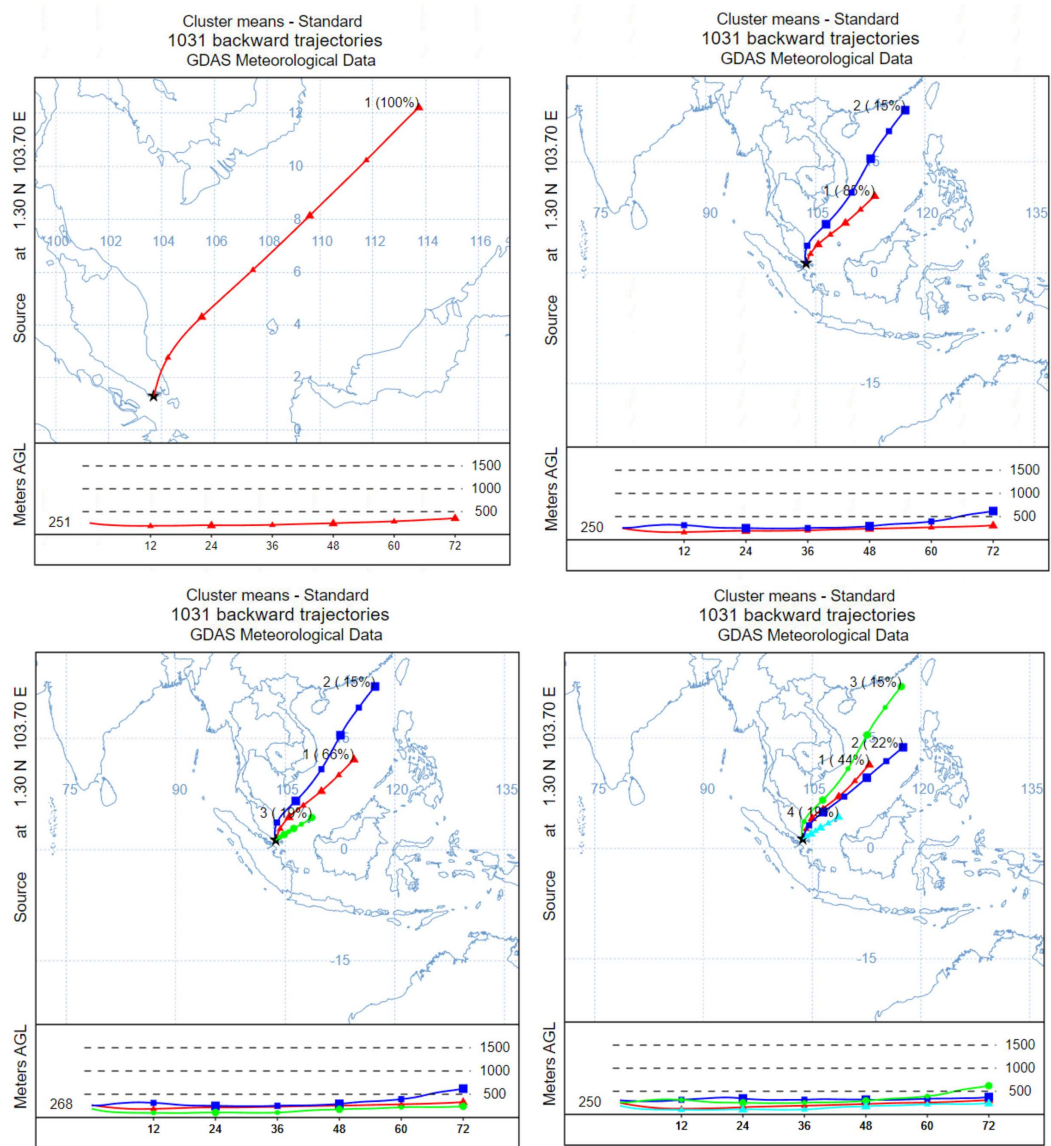 Cluster means - Standard
1031 backward trajectories
GDAS Meteorological Data
Source at 1.30 N 103.70 E
1 (100%)
12
10
8
6
4
2
0
100 102 104 106 108 110 112 114 116
Meters AGL
1500
1000
500
251
12 24 36 48 60 72
Cluster means - Standard
1031 backward trajectories
GDAS Meteorological Data
Source at 1.30 N 103.70 E
2 ( 15%)
1 ( 85%)
75 90 105 120 135
0
-15
Meters AGL
1500
1000
500
250
12 24 36 48 60 72
Cluster means - Standard
1031 backward trajectories
GDAS Meteorological Data
Source at 1.30 N 103.70 E
2 ( 15%)
1 ( 66%)
3 ( 19%)
75 90 105 120 135
0
-15
Meters AGL
1500
1000
500
268
12 24 36 48 60 72
Cluster means - Standard
1031 backward trajectories
GDAS Meteorological Data
Source at 1.30 N 103.70 E
3 ( 15%)
2 ( 22%)
1 ( 44%)
75 90 105 120 135
0
-15
Meters AGL
1500
1000
500
250
12 24 36 48 60 72